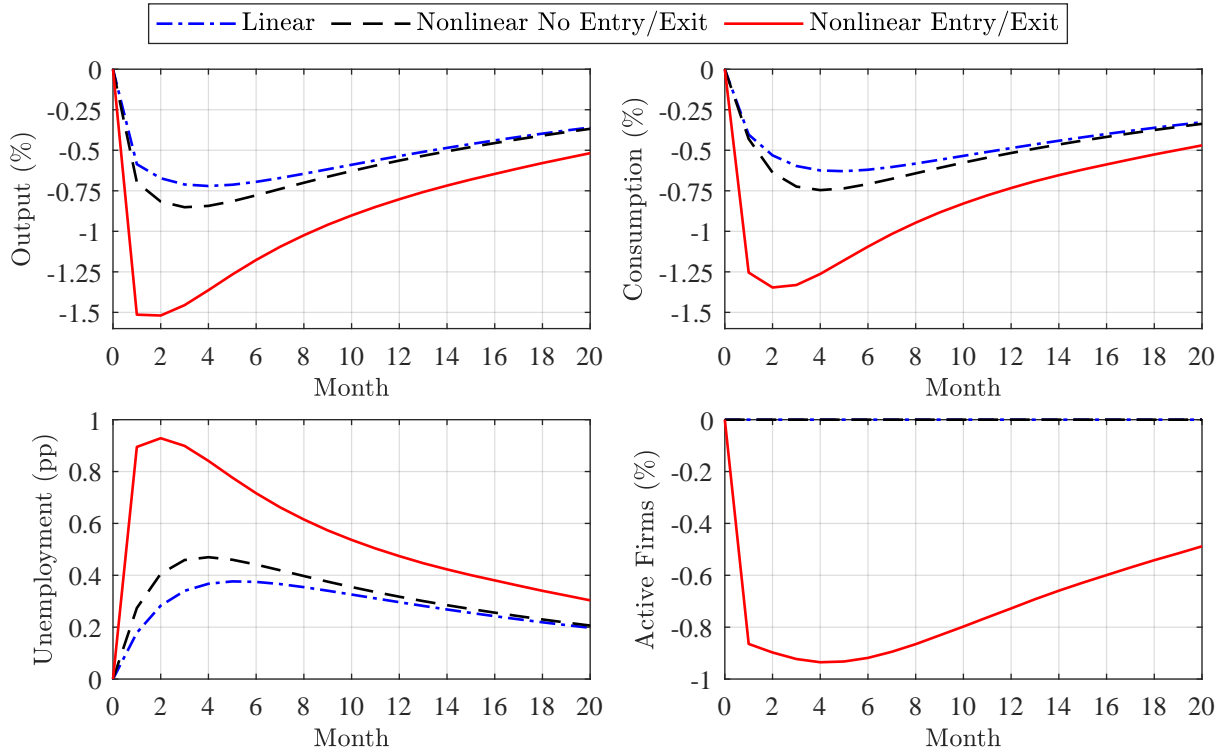 Linear Nonlinear No Entry/Exit Nonlinear Entry/Exit
Output (%)
0
-0.25
-0.5
-0.75
-1
-1.25
-1.5
0 2 4 6 8 10 12 14 16 18 20
Month
Consumption (%)
0
-0.25
-0.5
-0.75
-1
-1.25
-1.5
0 2 4 6 8 10 12 14 16 18 20
Month
Unemployment (pp)
1
0.8
0.6
0.4
0.2
0
0 2 4 6 8 10 12 14 16 18 20
Month
Active Firms (%)
0
-0.2
-0.4
-0.6
-0.8
-1
0 2 4 6 8 10 12 14 16 18 20
Month